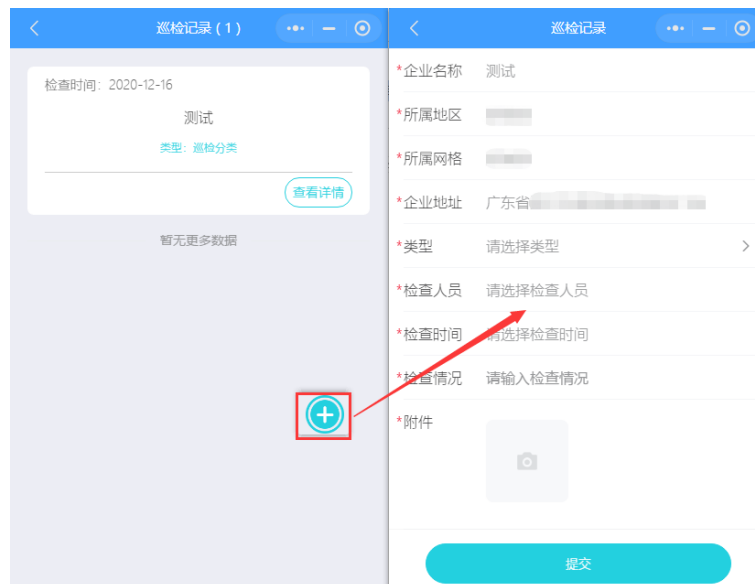 巡检记录(1)
检查时间：2020-12-16
测试
类型：巡检分类
查看详情
暂无更多数据
巡检记录
*企业名称 测试
*所属地区
*所属网格
*企业地址 广东省
*类型 请选择类型
*检查人员 请选择检查人员
*检查时间 请选择检查时间
*检查情况 请输入检查情况
*附件
提交